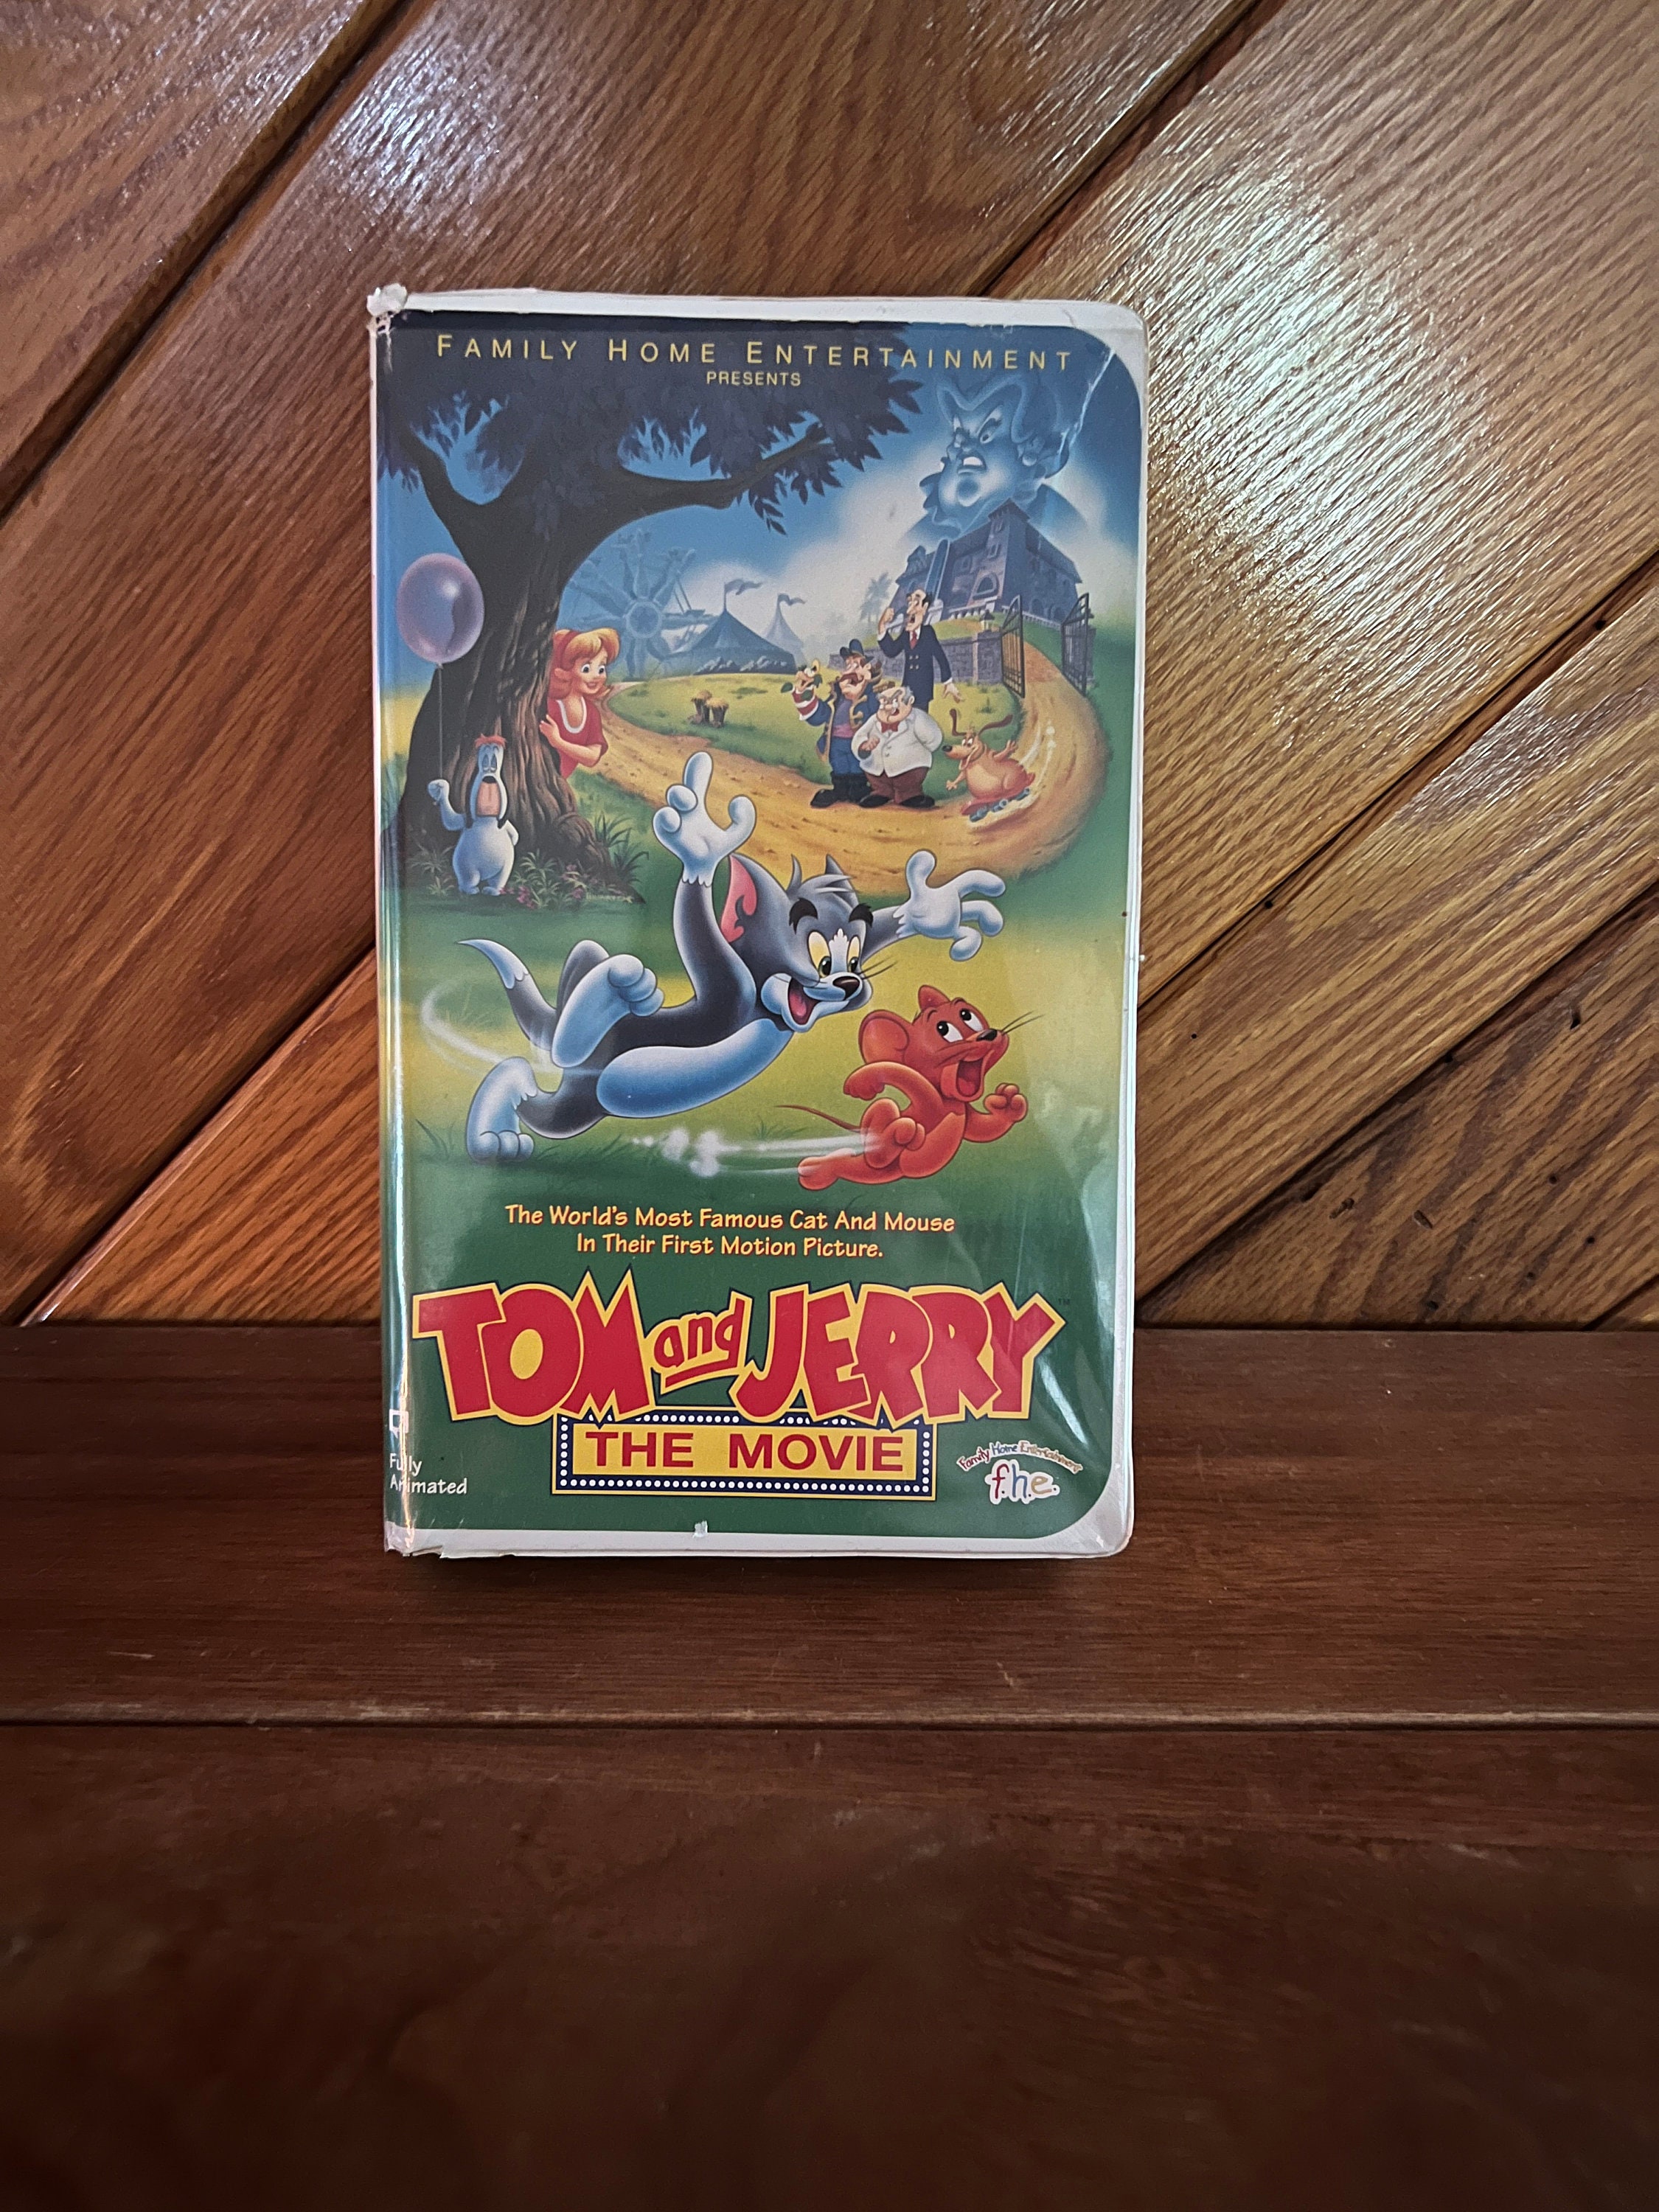 FAMILY HOME ENTERTAINMENT
PRESENTS
The World's Most Famous Cat And Mouse
In Their First Motion Picture.
TOM and JERRY™
THE MOVIE
Fully
Animated
Family Home Entertainment
f.h.e.